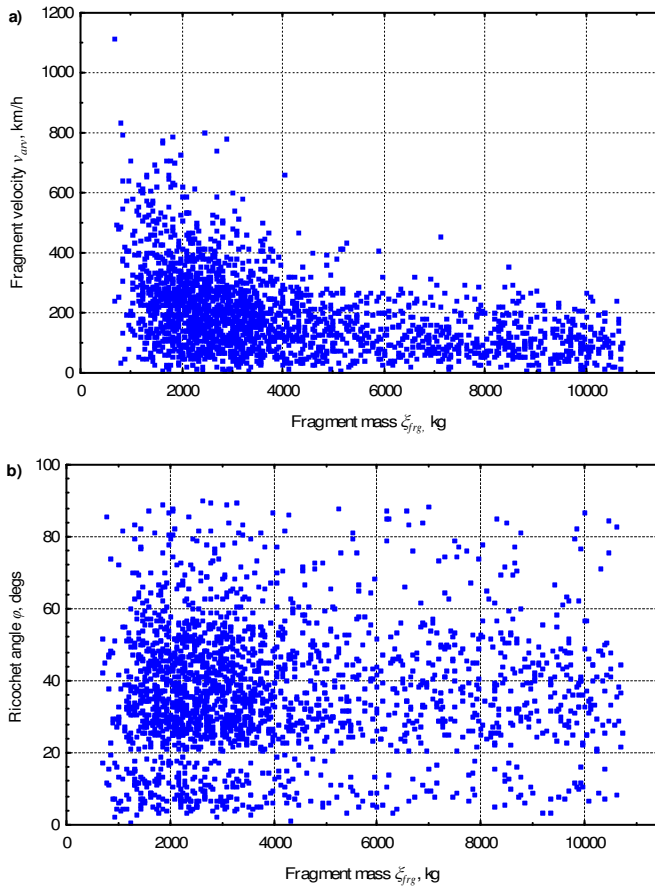 a)
1200
1000
800
600
400
200
0
Fragment velocity v_arv, km/h
0 2000 4000 6000 8000 10000
Fragment mass ξ_frg, kg
b)
100
80
60
40
20
0
Ricochet angle φ, degs
0 2000 4000 6000 8000 10000
Fragment mass ξ_frg, kg